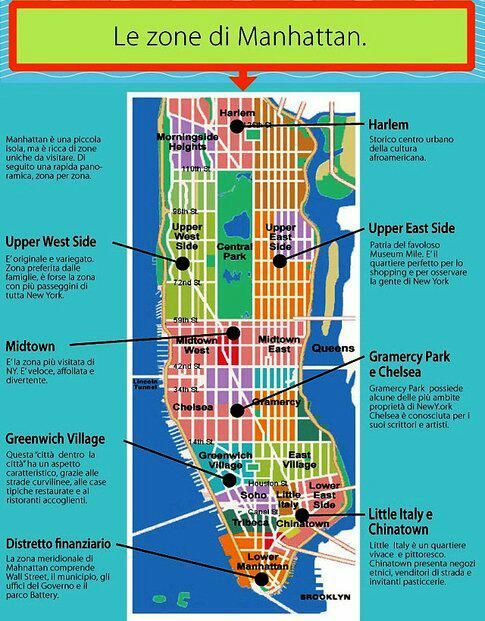 Le zone di Manhattan.
Manhattan è una piccola
isola, ma è ricca di zone
uniche da visitare. Di
seguito una rapida pano-
ramica, zona per zona.
Harlem
Storico centro urbano
della cultura
afroamericana.
Upper West Side
E' originale e variegato.
Zona preferita dalle
famiglie, è forse la zona
con più passeggini di
tutta New York.
Upper East Side
Patria del favoloso
Museum Mile. E' il
quartiere perfetto per lo
shopping e per osservare
la gente di New York
Midtown
E' la zona più visitata di
NY. E' veloce, affollata e
divertente.
Gramercy Park
e Chelsea
Gramercy Park possiede
alcune delle più ambite
proprietà di NewYork
Chelsea è conosciuta per i
suoi scrittori e artisti.
Greenwich Village
Questa "città dentro la
città" ha un aspetto
caratteristico, grazie alle
strade curvilinee, alle case
tipiche restaurate e ai
ristoranti accoglienti.
Little Italy e
Chinatown
Little Italy è un quartiere
vivace e pittoresco.
Chinatown presenta negozi
etnici, venditori di strada e
invitanti pasticcerie.
Distretto finanziario
La zona meridionale di
Mahnattan comprende
Wall Street, il municipio, gli
uffici del Governo e il
parco Battery.
Harlem
125th St.
Morningside
Heights
110th St.
96th St.
Upper
West
Side
Central
Park
Upper
East
Side
72nd St.
59th St.
Midtown
West
Midtown
East
Queens
42nd St.
Lincoln
Tunnel
34th St.
Chelsea
Gramercy
14th St.
Greenwich
Village
East
Village
Houston St.
Soho
Little
Italy
Lower
East
Side
Canal St.
Tribeca
Chinatown
Lower
Manhattan
BROOKLYN